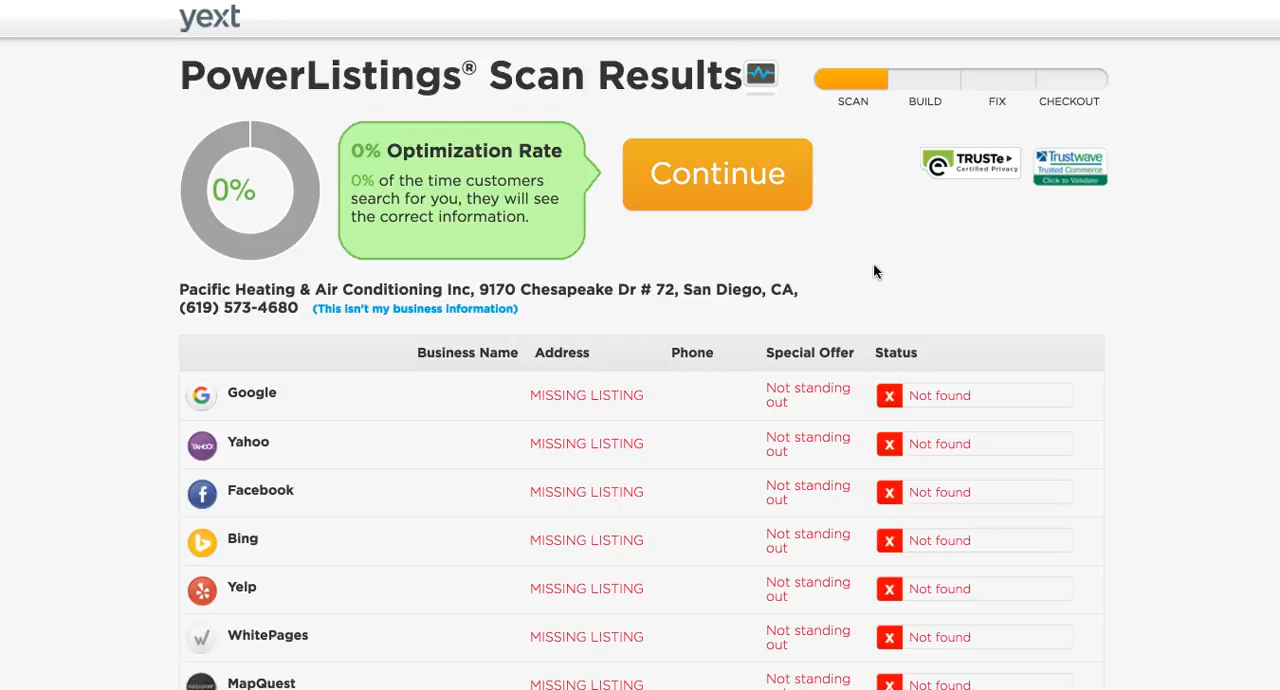 yext
PowerListings® Scan Results
SCAN BUILD FIX CHECKOUT
0%
0% Optimization Rate
0% of the time customers
search for you, they will see
the correct information.
Continue
TRUSTe
Certified Privacy
Trustwave
Trusted Commerce
Click to Validate
Pacific Heating & Air Conditioning Inc, 9170 Chesapeake Dr # 72, San Diego, CA,
(619) 573-4680 (This isn't my business information)
Business Name Address Phone Special Offer Status
Google MISSING LISTING Not standing out X Not found
Yahoo MISSING LISTING Not standing out X Not found
Facebook MISSING LISTING Not standing out X Not found
Bing MISSING LISTING Not standing out X Not found
Yelp MISSING LISTING Not standing out X Not found
WhitePages MISSING LISTING Not standing out X Not found
MapQuest MISSING LISTING Not standing X Not found